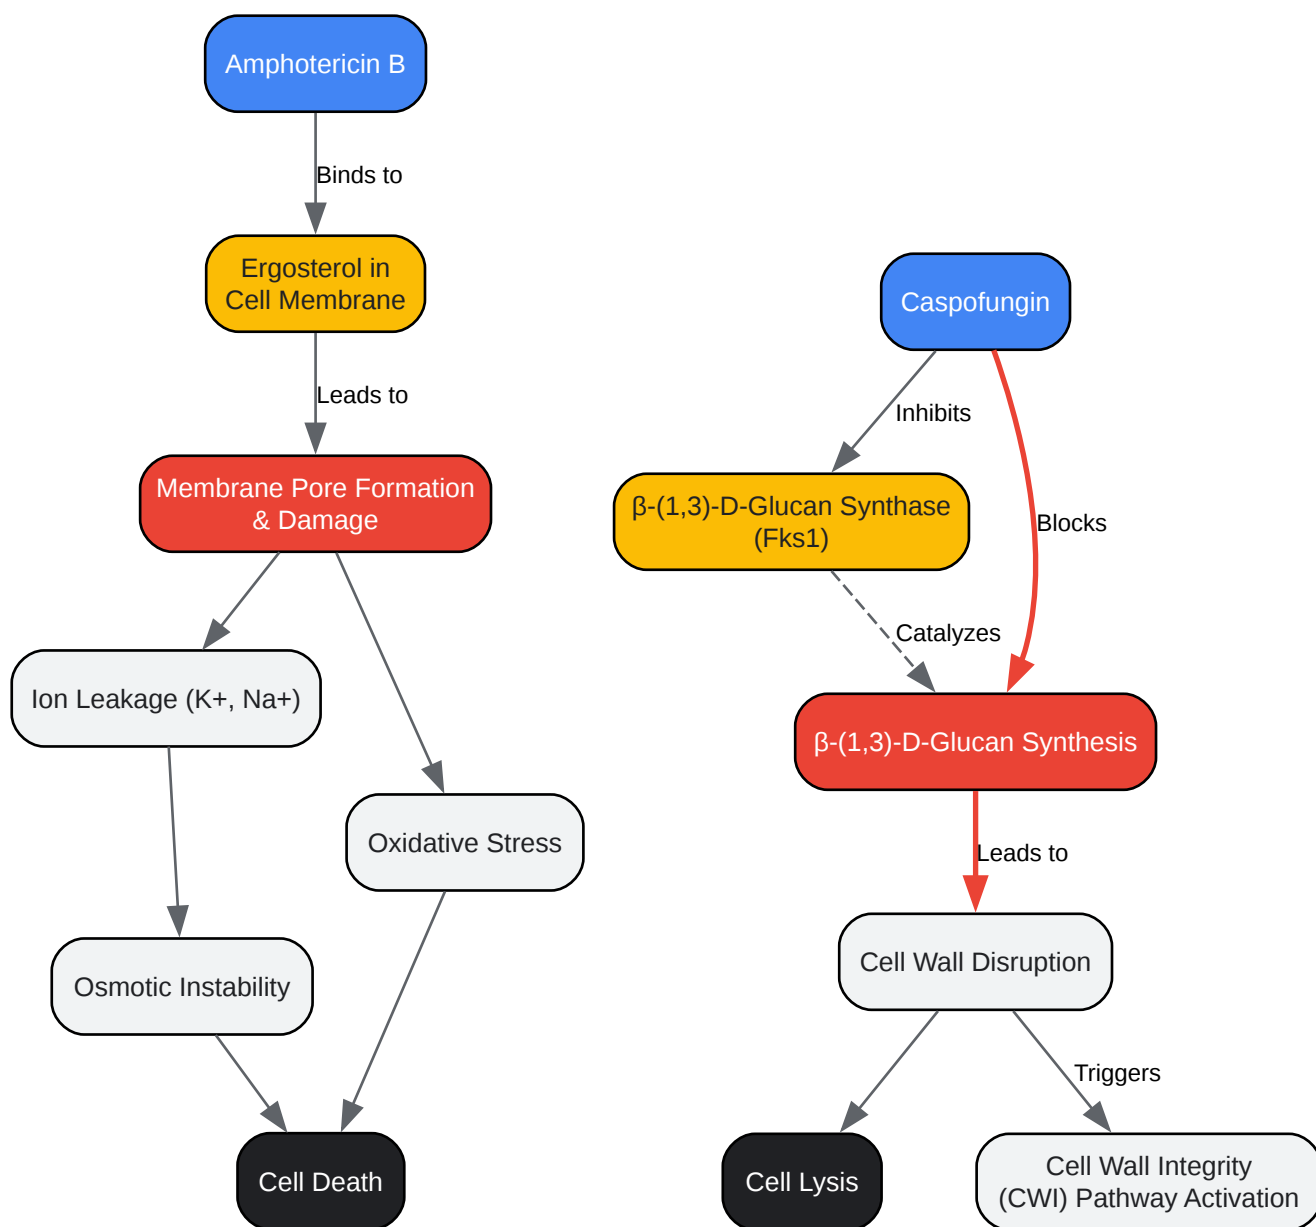 Amphotericin B
Binds to
Ergosterol in
Cell Membrane
Leads to
Membrane Pore Formation
& Damage
Ion Leakage (K+, Na+)
Oxidative Stress
Osmotic Instability
Cell Death
Caspofungin
Inhibits
Blocks
β-(1,3)-D-Glucan Synthase
(Fks1)
Catalyzes
β-(1,3)-D-Glucan Synthesis
Leads to
Cell Wall Disruption
Triggers
Cell Lysis
Cell Wall Integrity
(CWI) Pathway Activation